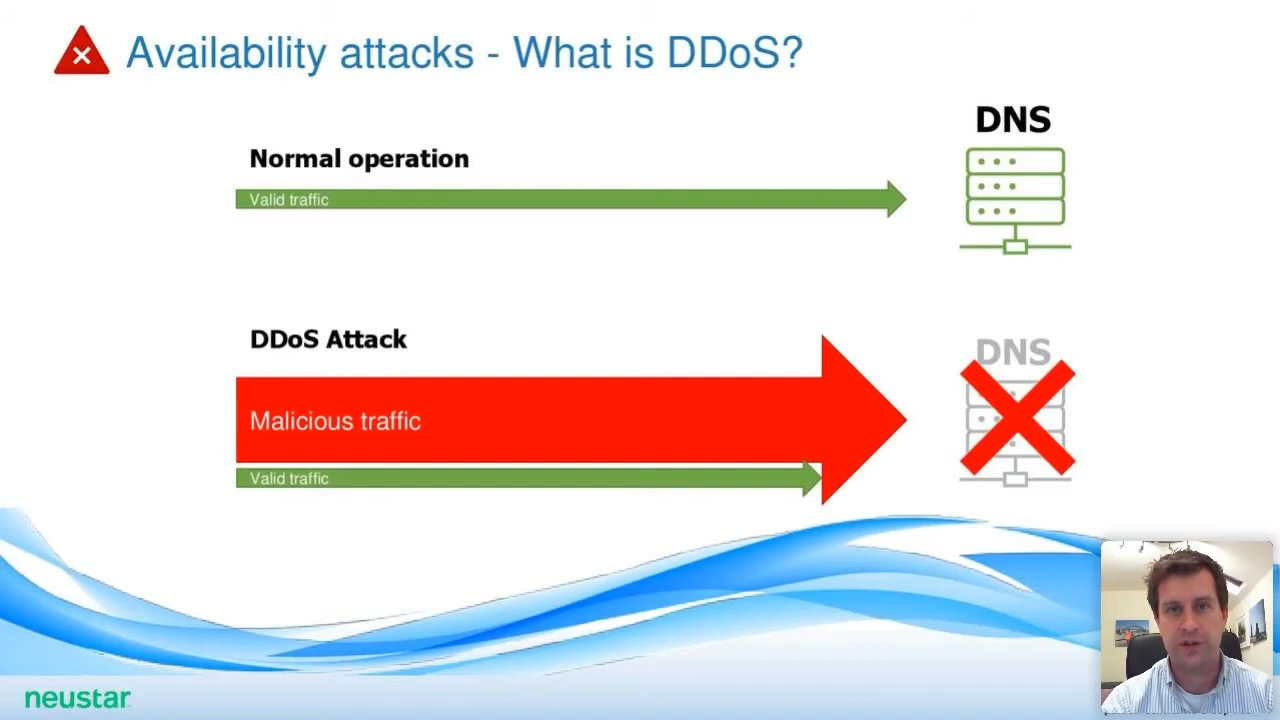 Availability attacks - What is DDoS?
DNS
Normal operation
Valid traffic
DDoS Attack
DNS
Malicious traffic
Valid traffic
neustar